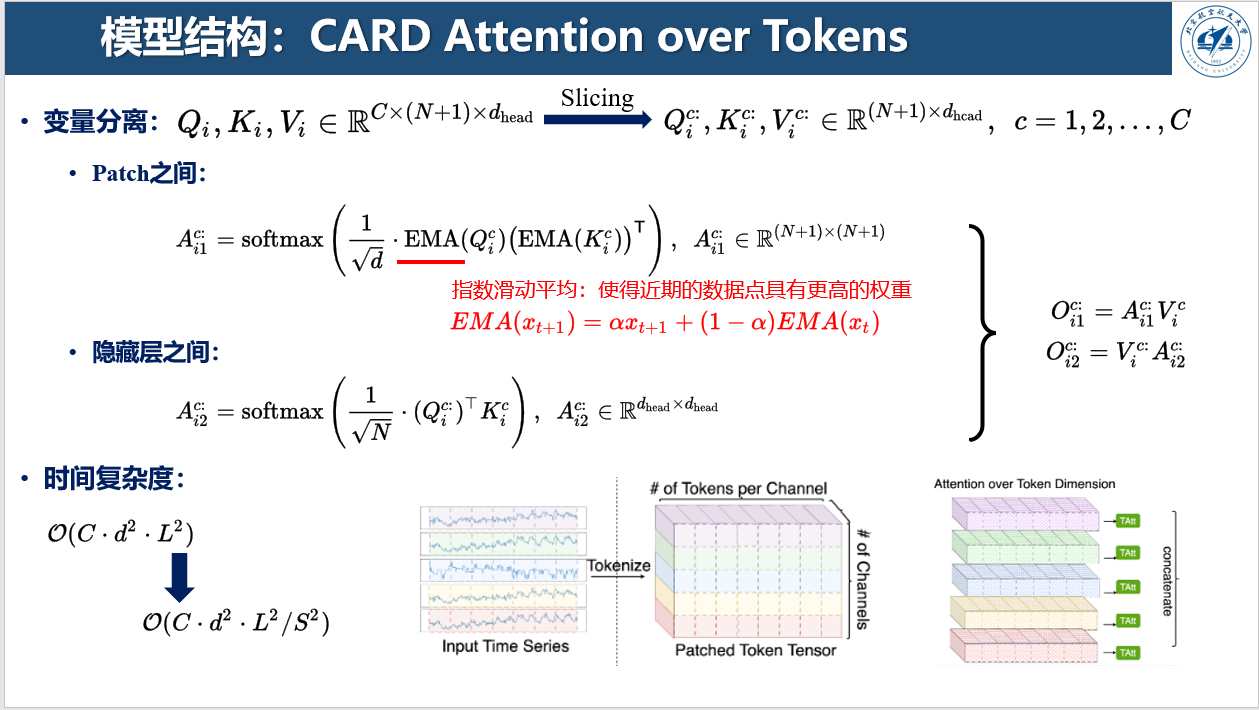 模型结构：CARD Attention over Tokens
• 变量分离： $Q_i, K_i, V_i \in \mathbb{R}^{C\times(N+1)\times d_{\text{head}}}$ Slicing $Q_i^{c:}, K_i^{c:}, V_i^{c:} \in \mathbb{R}^{(N+1)\times d_{\text{head}}}, \ c = 1, 2, \ldots, C$
• Patch之间：
$A_{i1}^{c:} = \text{softmax}\left(\frac{1}{\sqrt{d}} \cdot \text{EMA}(Q_i^c)\left(\text{EMA}(K_i^c)\right)^{\mathsf{T}}\right), \ A_{i1}^{c:} \in \mathbb{R}^{(N+1)\times(N+1)}$
指数滑动平均：使得近期的数据点具有更高的权重
$EMA(x_{t+1}) = \alpha x_{t+1} + (1-\alpha)EMA(x_t)$
• 隐藏层之间：
$A_{i2}^{c:} = \text{softmax}\left(\frac{1}{\sqrt{N}} \cdot (Q_i^{c:})^{\top} K_i^c\right), \ A_{i2}^{c:} \in \mathbb{R}^{d_{\text{head}}\times d_{\text{head}}}$
$O_{i1}^{c:} = A_{i1}^{c:} V_i^c$
$O_{i2}^{c:} = V_i^{c:} A_{i2}^{c:}$
• 时间复杂度：
$\mathcal{O}(C \cdot d^2 \cdot L^2)$
$\mathcal{O}(C \cdot d^2 \cdot L^2 / S^2)$
Input Time Series
Tokenize
# of Tokens per Channel
# of Channels
Patched Token Tensor
Attention over Token Dimension
TAtt
TAtt
TAtt
TAtt
TAtt
concatenate